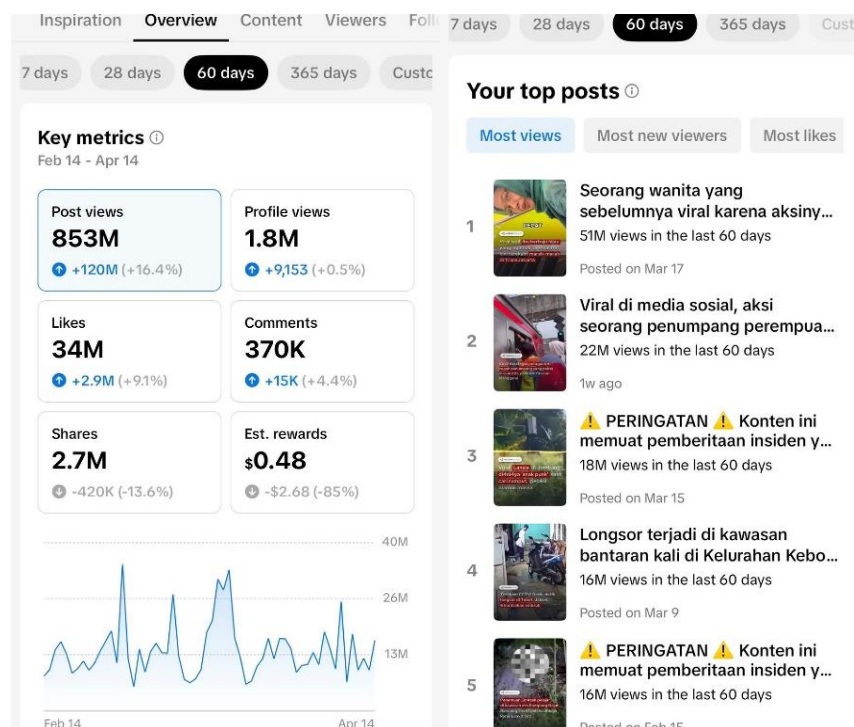 Inspiration Overview Content Viewers
7 days 28 days 60 days 365 days
Key metrics
Feb 14 - Apr 14
Post views
853M
+120M (+16.4%)
Profile views
1.8M
+9,153 (+0.5%)
Likes
34M
+2.9M (+9.1%)
Comments
370K
+15K (+4.4%)
Shares
2.7M
-420K (-13.6%)
Est. rewards
$0.48
-$2.68 (-85%)
40M
26M
13M
Feb 14 Apr 14
7 days 28 days 60 days 365 days
Your top posts
Most views Most new viewers Most likes
1
Seorang wanita yang
sebelumnya viral karena aksiny...
51M views in the last 60 days
Posted on Mar 17
2
Viral di media sosial, aksi
seorang penumpang perempua...
22M views in the last 60 days
1w ago
3
⚠️ PERINGATAN ⚠️ Konten ini
memuat pemberitaan insiden y...
18M views in the last 60 days
Posted on Mar 15
4
Longsor terjadi di kawasan
bantaran kali di Kelurahan Kebo...
16M views in the last 60 days
Posted on Mar 9
5
⚠️ PERINGATAN ⚠️ Konten ini
memuat pemberitaan insiden y...
16M views in the last 60 days
Posted on Feb 15